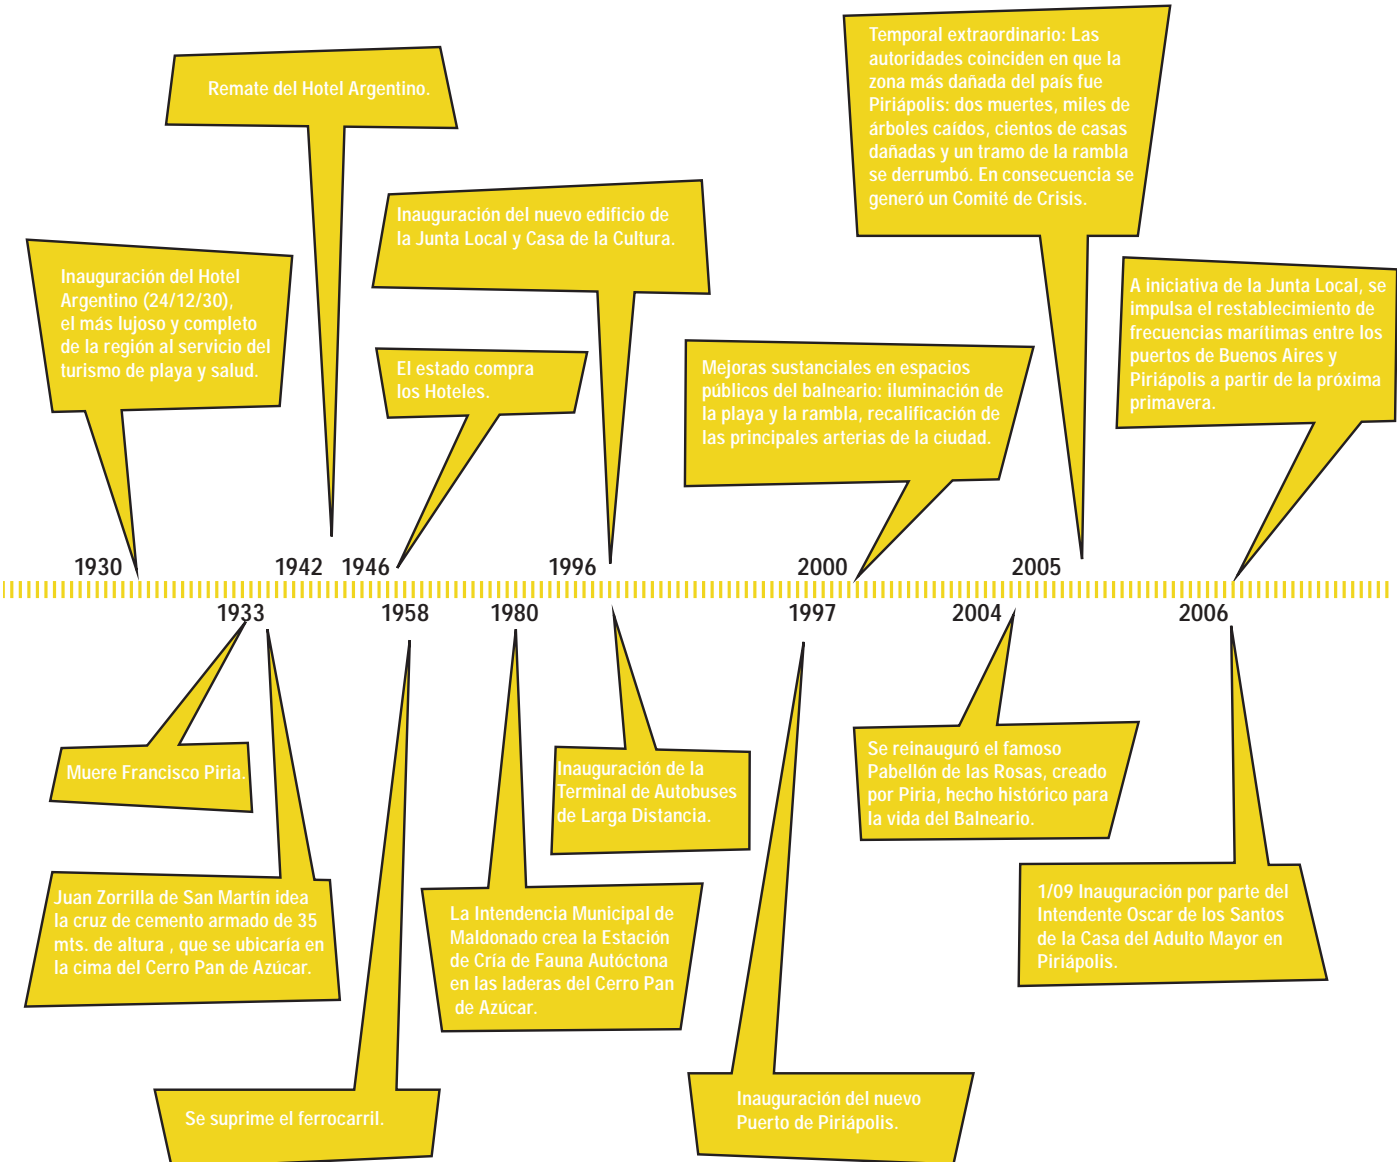 Temporal extraordinario: Las
autoridades coinciden en que la
zona más dañada del país fue
Piriápolis: dos muertes, miles de
árboles caídos, cientos de casas
dañadas y un tramo de la rambla
se derrumbó. En consecuencia se
generó un Comité de Crisis.
Remate del Hotel Argentino.
Inauguración del nuevo edificio de
la Junta Local y Casa de la Cultura.
Inauguración del Hotel
Argentino (24/12/30),
el más lujoso y completo
de la región al servicio del
turismo de playa y salud.
A iniciativa de la Junta Local, se
impulsa el restablecimiento de
frecuencias marítimas entre los
puertos de Buenos Aires y
Piriápolis a partir de la próxima
primavera.
El estado compra
los Hoteles.
Mejoras sustanciales en espacios
públicos del balneario: iluminación de
la playa y la rambla, recalificación de
las principales arterias de la ciudad.
1930 1942 1946 1996 2000 2005
1933 1958 1980 1997 2004 2006
Muere Francisco Piria.
Inauguración de la
Terminal de Autobuses
de Larga Distancia.
Se reinauguró el famoso
Pabellón de las Rosas, creado
por Piria, hecho histórico para
la vida del Balneario.
Juan Zorrilla de San Martín idea
la cruz de cemento armado de 35
mts. de altura , que se ubicaría en
la cima del Cerro Pan de Azúcar.
La Intendencia Municipal de
Maldonado crea la Estación
de Cría de Fauna Autóctona
en las laderas del Cerro Pan
de Azúcar.
1/09 Inauguración por parte del
Intendente Oscar de los Santos
de la Casa del Adulto Mayor en
Piriápolis.
Se suprime el ferrocarril.
Inauguración del nuevo
Puerto de Piriápolis.